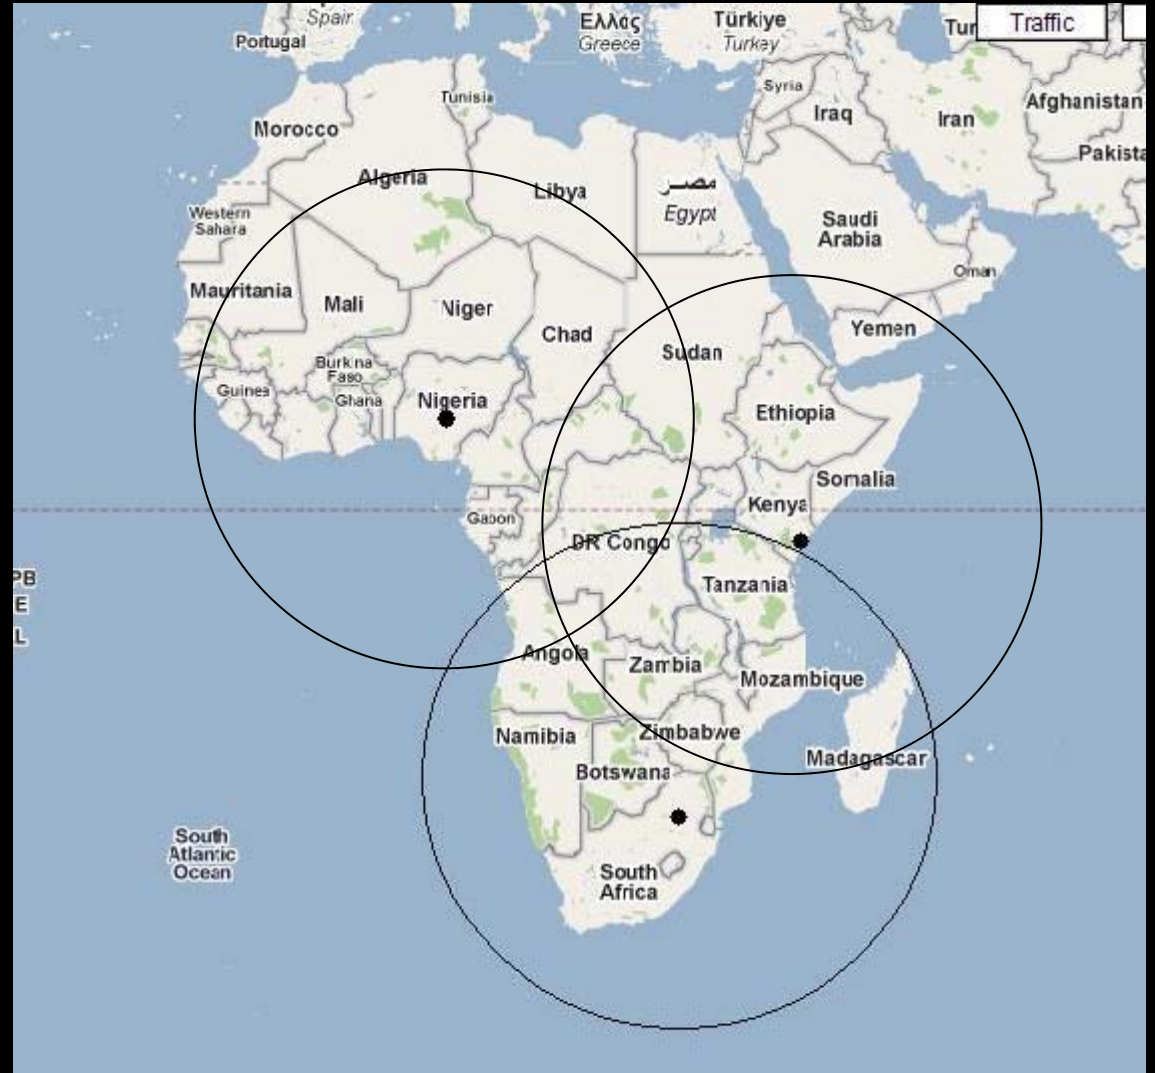 Spain
Portugal
Ελλάς
Greece
Türkiye
Turkey
Tur
Traffic
Syria
Iraq
Iran
Afghanistan
Pakista
Tunisia
Morocco
Algeria
Libya
مصر
Egypt
Western
Sahara
Saudi
Arabia
Oman
Mauritania
Mali
Niger
Chad
Sudan
Yemen
Burkina
Faso
Guinea
Ghana
Nigeria
Ethiopia
Somalia
Kenya
Gabon
DR Congo
Tanzania
PB
E
L
Angola
Zambia
Mozambique
Namibia
Zimbabwe
Botswana
Madagascar
South
Atlantic
Ocean
South
Africa